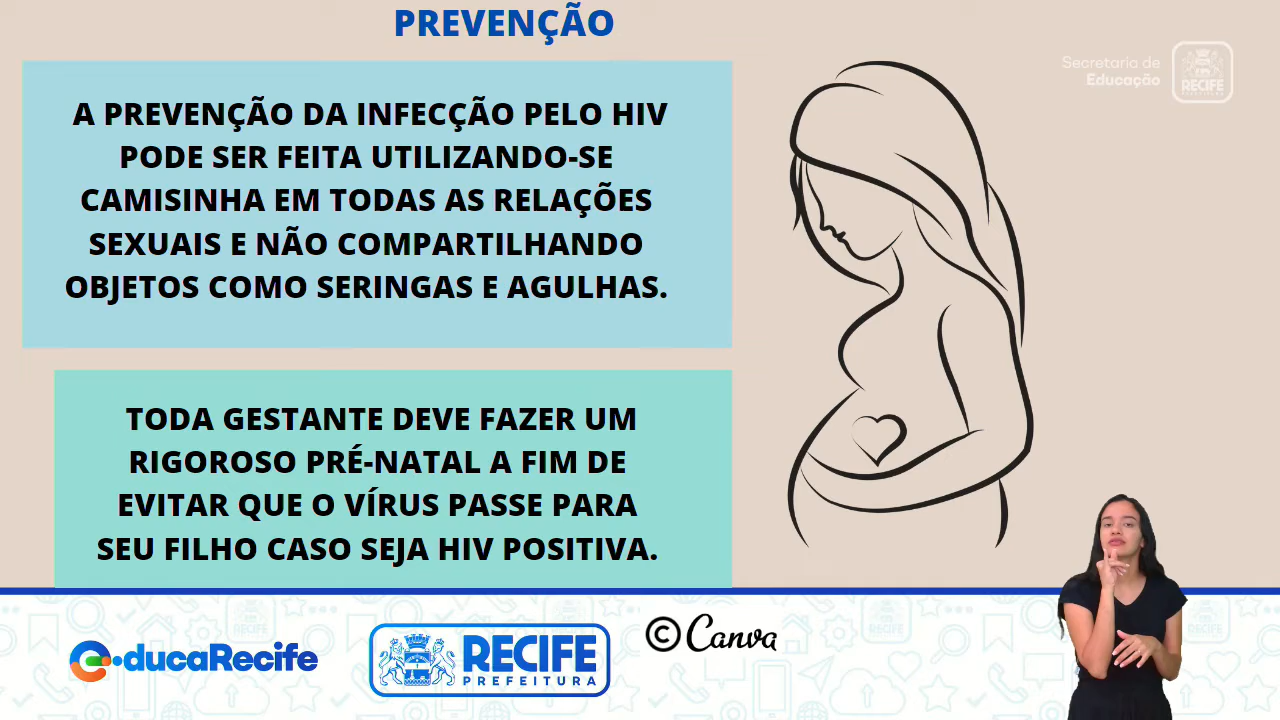 PREVENÇÃO
Secretaria de
Educação
RECIFE
PREFEITURA
A PREVENÇÃO DA INFECÇÃO PELO HIV
PODE SER FEITA UTILIZANDO-SE
CAMISINHA EM TODAS AS RELAÇÕES
SEXUAIS E NÃO COMPARTILHANDO
OBJETOS COMO SERINGAS E AGULHAS.
TODA GESTANTE DEVE FAZER UM
RIGOROSO PRÉ-NATAL A FIM DE
EVITAR QUE O VÍRUS PASSE PARA
SEU FILHO CASO SEJA HIV POSITIVA.
educaRecife
RECIFE
PREFEITURA
©Canva